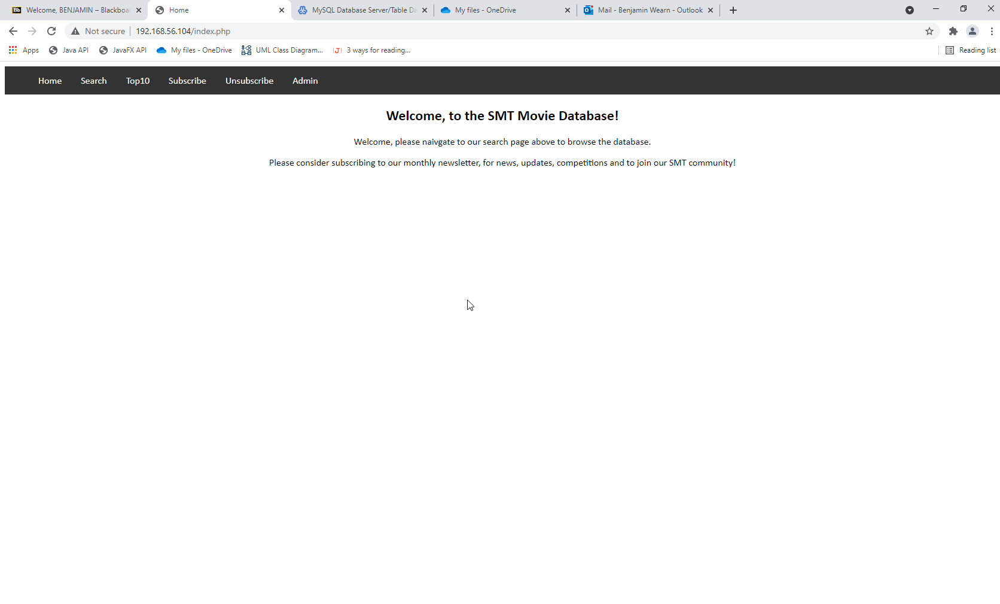 Welcome, BENJAMIN – Blackboa
Home
MySQL Database Server/Table Da
My files - OneDrive
Mail - Benjamin Wearn - Outlook
Not secure
192.168.56.104/index.php
Apps
Java API
JavaFX API
My files - OneDrive
UML Class Diagram...
3 ways for reading...
Reading list
Home
Search
Top10
Subscribe
Unsubscribe
Admin
Welcome, to the SMT Movie Database!
Welcome, please naivgate to our search page above to browse the database.
Please consider subscribing to our monthly newsletter, for news, updates, competitions and to join our SMT community!